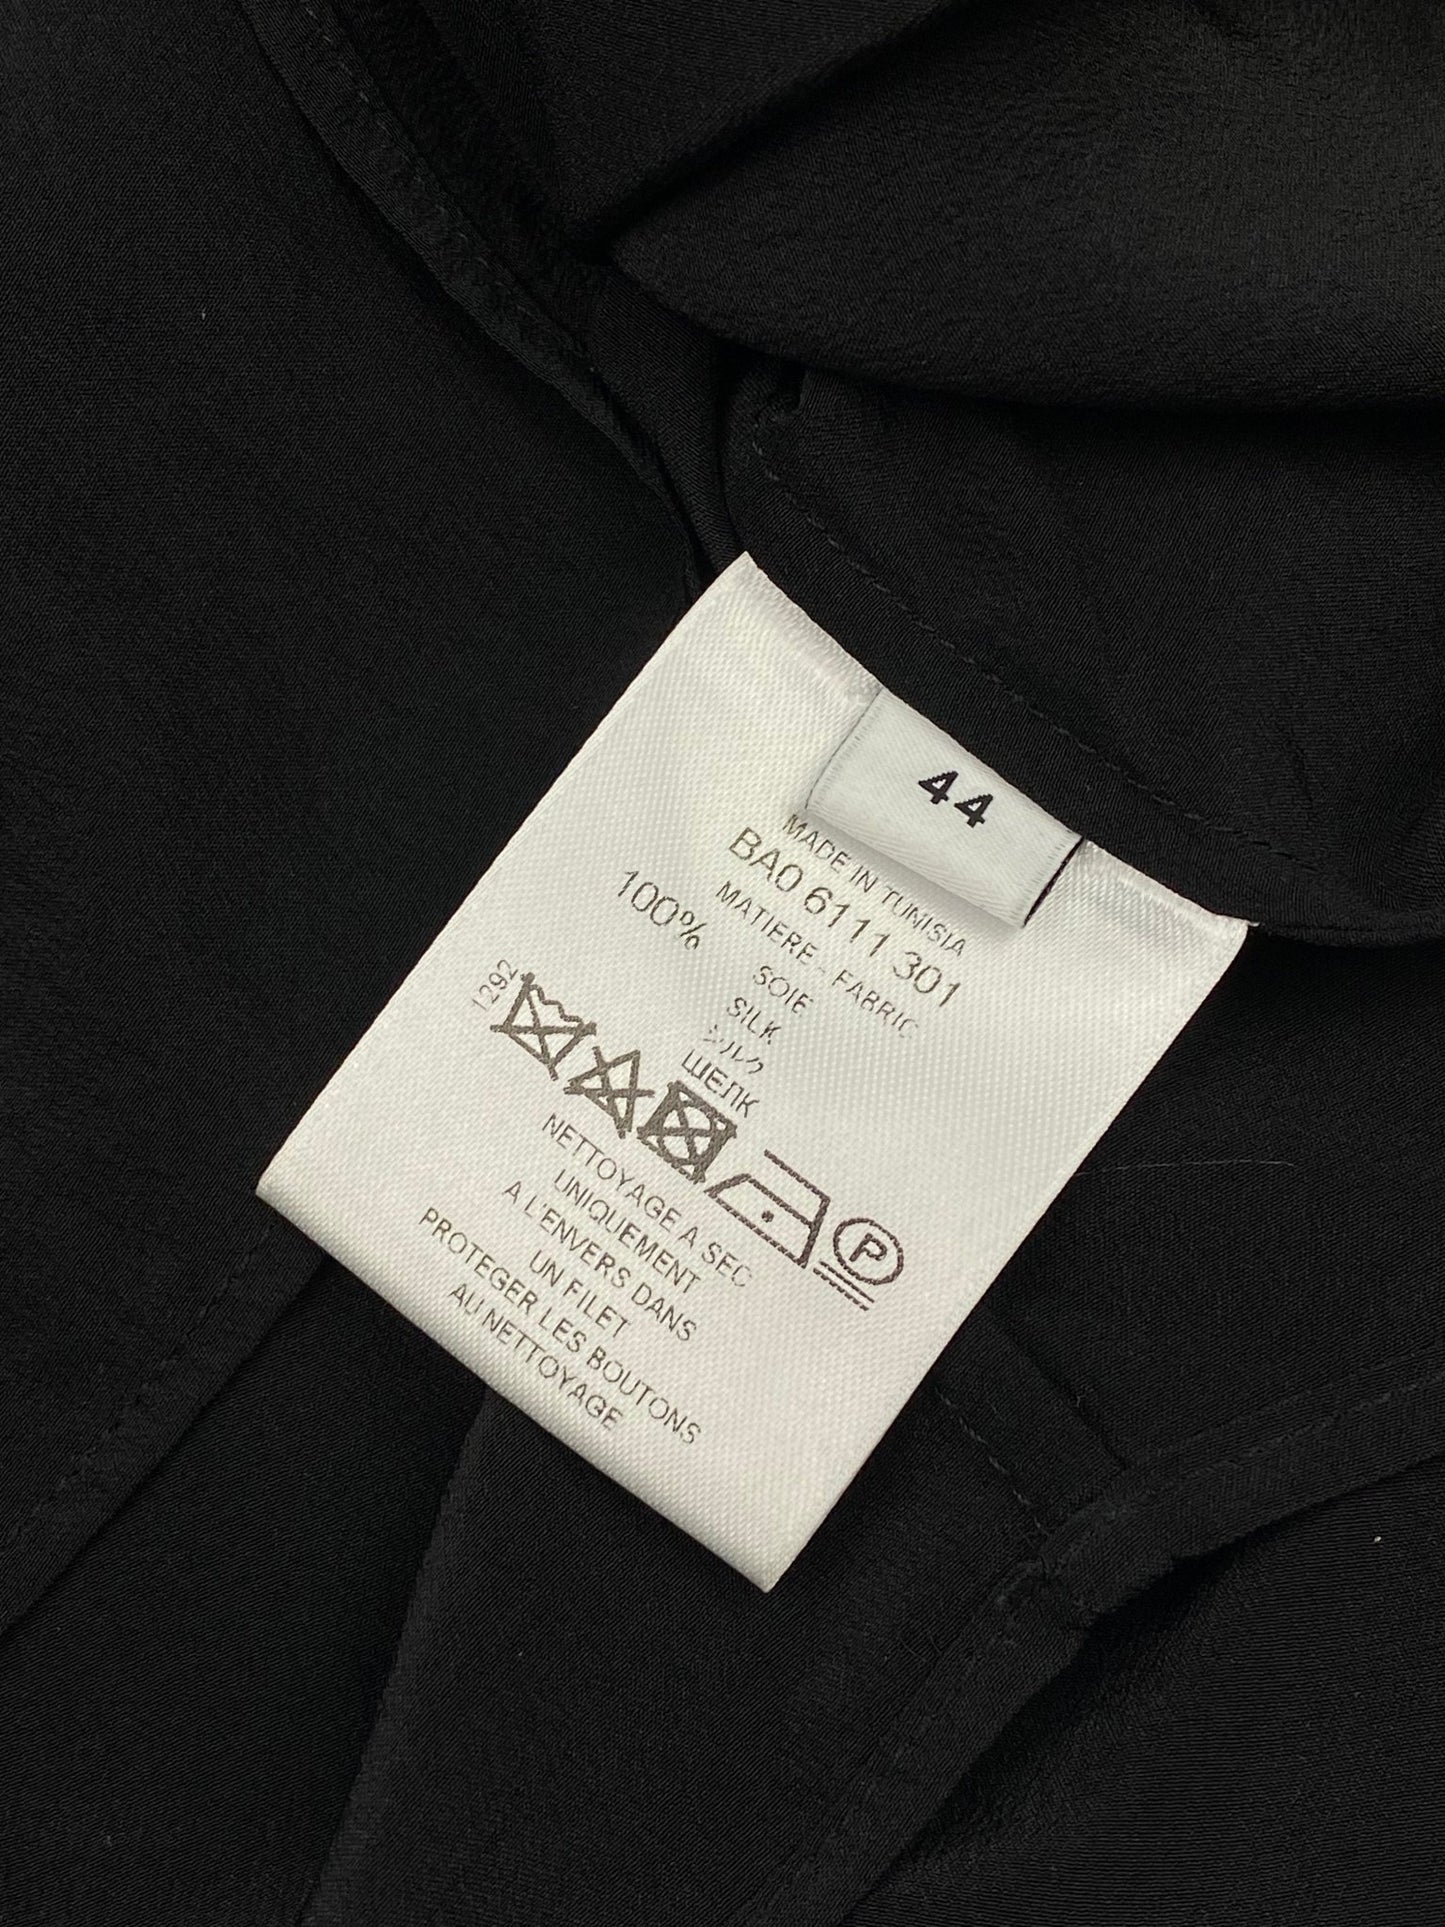 44
MADE IN TUNISIA
BA0 6111 301
MATIERE - FABRIC
100% SOIE
SILK
シルク
ШЕЛК
1292
P
NETTOYAGE A SEC
UNIQUEMENT
A L'ENVERS DANS
UN FILET
PROTEGER LES BOUTONS
AU NETTOYAGE